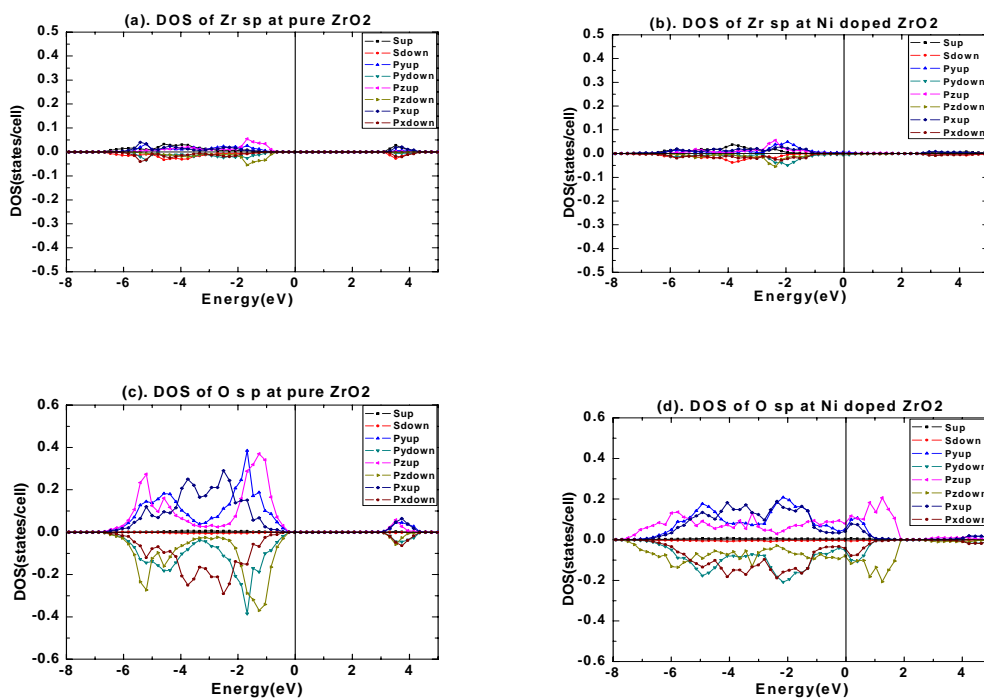 (a). DOS of Zr sp at pure ZrO2
DOS(states/cell)
0.5
0.4
0.3
0.2
0.1
0.0
-0.1
-0.2
-0.3
-0.4
-0.5
Sup
Sdown
Pyup
Pydown
Pzup
Pzdown
Pxup
Pxdown
-8 -6 -4 -2 0 2 4
Energy(eV)
(b). DOS of Zr sp at Ni doped ZrO2
DOS(states/cell)
0.5
0.4
0.3
0.2
0.1
0.0
-0.1
-0.2
-0.3
-0.4
-0.5
Sup
Sdown
Pyup
Pydown
Pzup
Pzdown
Pxup
Pxdown
-8 -6 -4 -2 0 2 4
Energy(eV)
(c). DOS of O s p at pure ZrO2
DOS(states/cell)
0.6
0.4
0.2
0.0
-0.2
-0.4
-0.6
Sup
Sdown
Pyup
Pydown
Pzup
Pzdown
Pxup
Pxdown
-8 -6 -4 -2 0 2 4
Energy(eV)
(d). DOS of O sp at Ni doped ZrO2
DOS(states/cell)
0.6
0.4
0.2
0.0
-0.2
-0.4
-0.6
Sup
Sdown
Pyup
Pydown
Pzup
Pzdown
Pxup
Pxdown
-8 -6 -4 -2 0 2 4
Energy(eV)